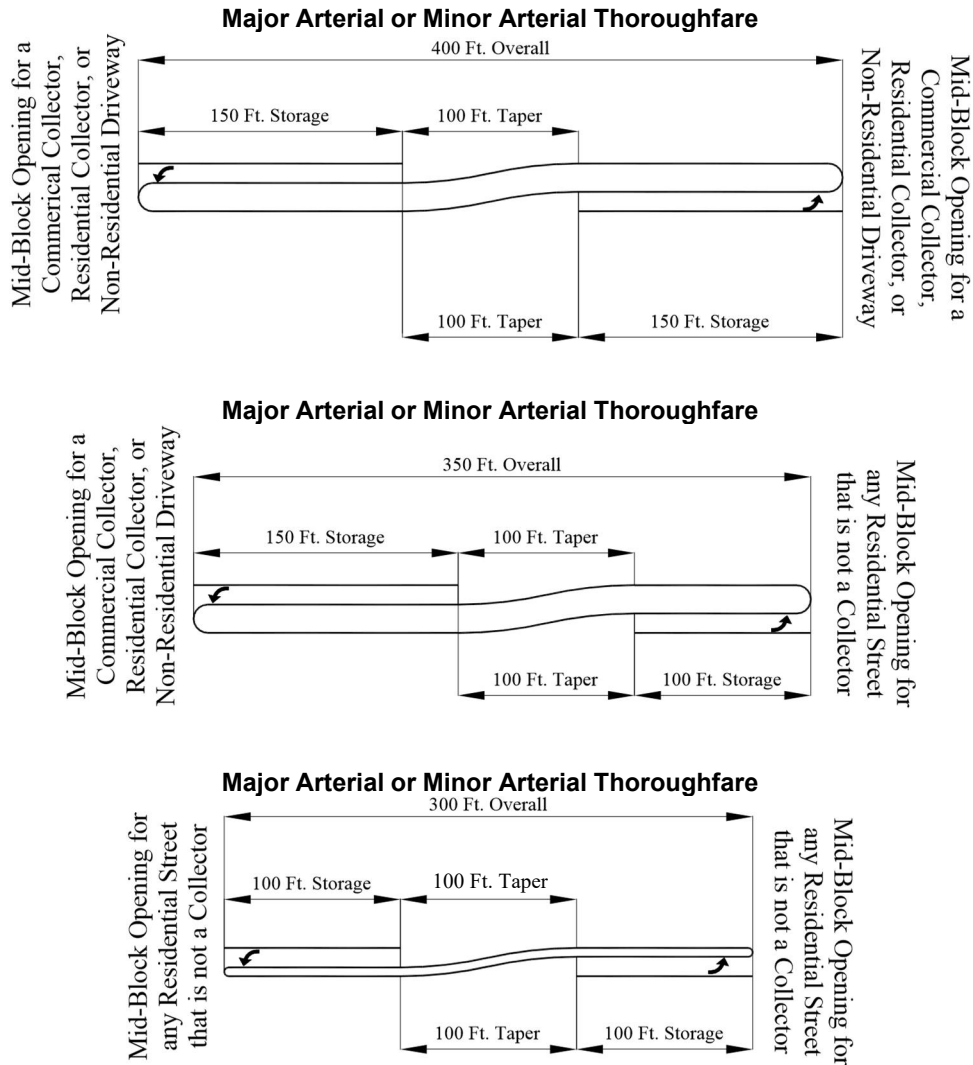 Major Arterial or Minor Arterial Thoroughfare
400 Ft. Overall
Mid-Block Opening for a
Commerical Collector,
Residential Collector, or
Non-Residential Driveway
150 Ft. Storage
100 Ft. Taper
100 Ft. Taper
150 Ft. Storage
Mid-Block Opening for a
Commercial Collector,
Residential Collector, or
Non-Residential Driveway
Major Arterial or Minor Arterial Thoroughfare
350 Ft. Overall
Mid-Block Opening for a
Commercial Collector,
Residential Collector, or
Non-Residential Driveway
150 Ft. Storage
100 Ft. Taper
100 Ft. Taper
100 Ft. Storage
Mid-Block Opening for
any Residential Street
that is not a Collector
Major Arterial or Minor Arterial Thoroughfare
300 Ft. Overall
Mid-Block Opening for
any Residential Street
that is not a Collector
100 Ft. Storage
100 Ft. Taper
100 Ft. Taper
100 Ft. Storage
Mid-Block Opening for
any Residential Street
that is not a Collector